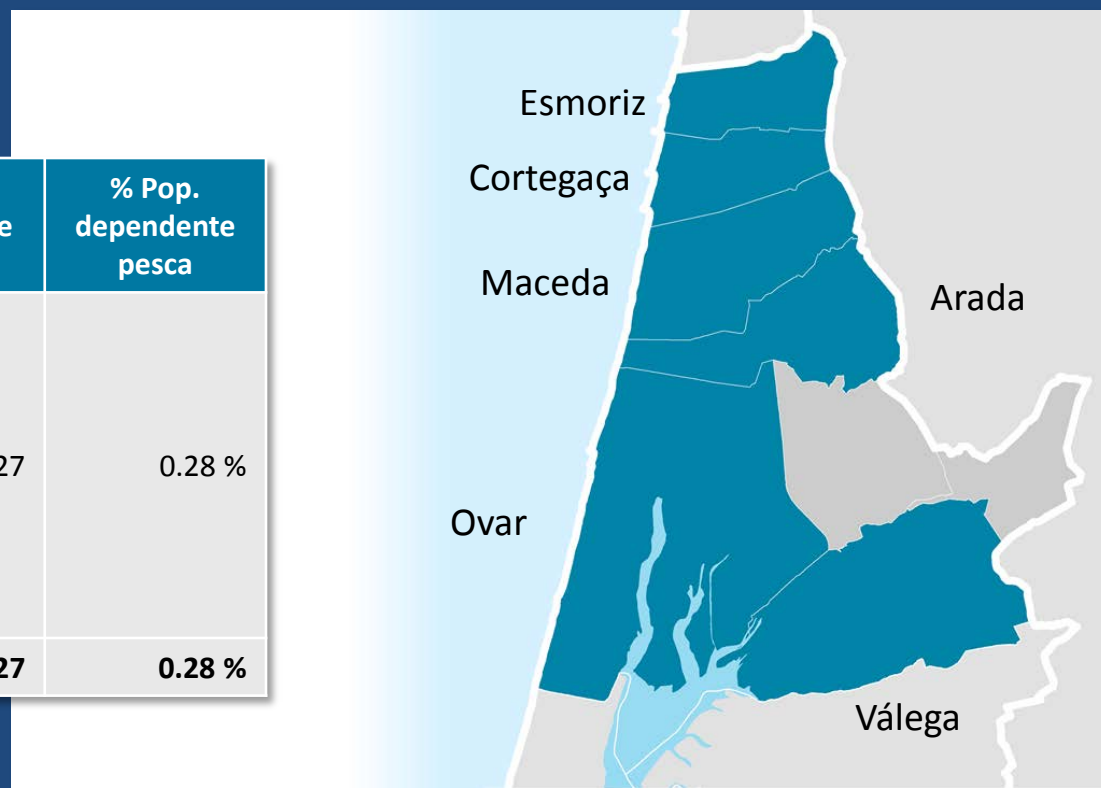 % Pop.
dependente
pesca
0.28 %
0.28 %
Esmoriz
Cortegaça
Maceda
Arada
Ovar
Válega